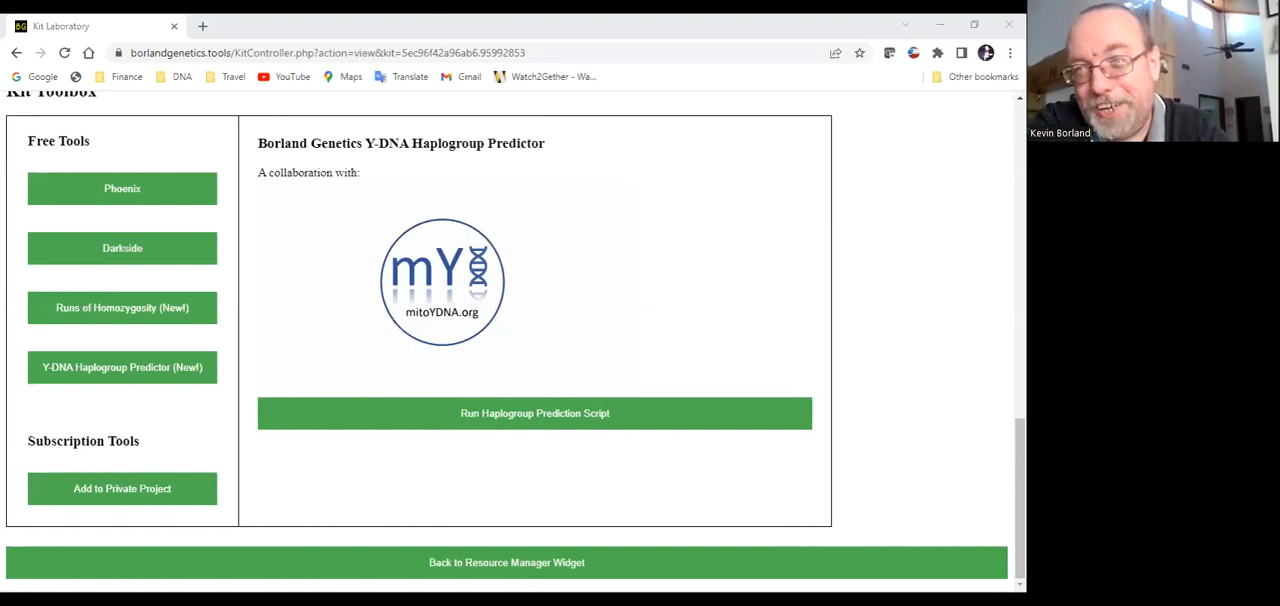 BG Kit Laboratory
borlandgenetics.tools/KitController.php?action=view&kit=5ec96f42a96ab6.95992853
Google Finance DNA Travel YouTube Maps Translate Gmail Watch2Gether - Wa... Other bookmarks
Kit Toolbox
Free Tools
Phoenix
Darkside
Runs of Homozygosity (New!)
Y-DNA Haplogroup Predictor (New!)
Subscription Tools
Add to Private Project
Borland Genetics Y-DNA Haplogroup Predictor
A collaboration with:
mY
mitoYDNA.org
Run Haplogroup Prediction Script
Back to Resource Manager Widget
Kevin Borland